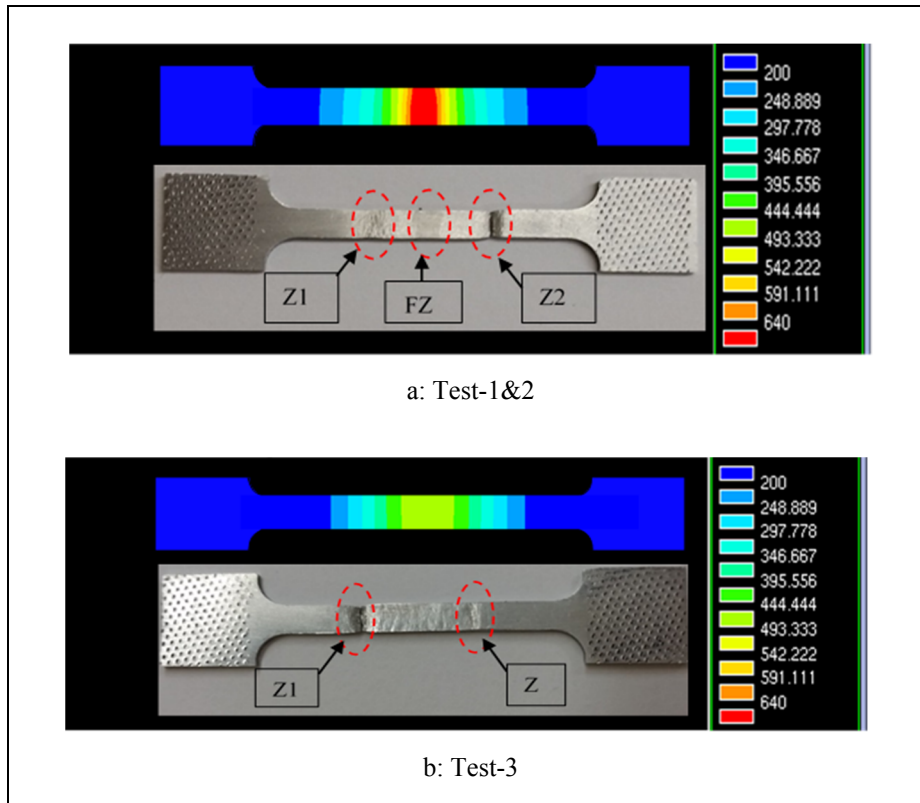 200
248.889
297.778
346.667
395.556
444.444
493.333
542.222
591.111
640
Z1
FZ
Z2
a: Test-1&2
200
248.889
297.778
346.667
395.556
444.444
493.333
542.222
591.111
640
Z1
Z
b: Test-3